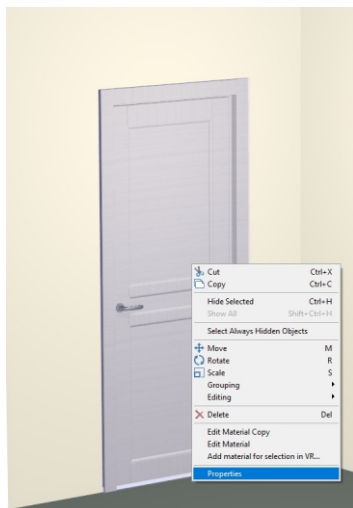 Cut Ctrl+X
Copy Ctrl+C
Hide Selected Ctrl+H
Show All Shift+Ctrl+H
Select Always Hidden Objects
Move M
Rotate R
Scale S
Grouping
Editing
Delete Del
Edit Material Copy
Edit Material
Add material for selection in VR...
Properties